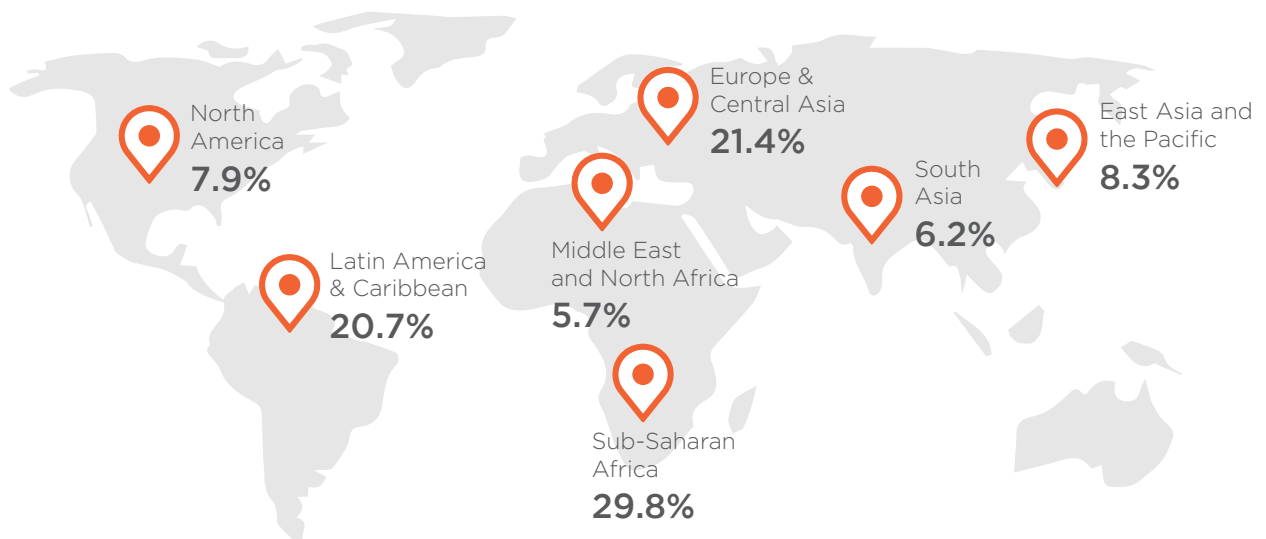 North
America
7.9%
Latin America
& Caribbean
20.7%
Europe &
Central Asia
21.4%
Middle East
and North Africa
5.7%
Sub-Saharan
Africa
29.8%
South
Asia
6.2%
East Asia and
the Pacific
8.3%